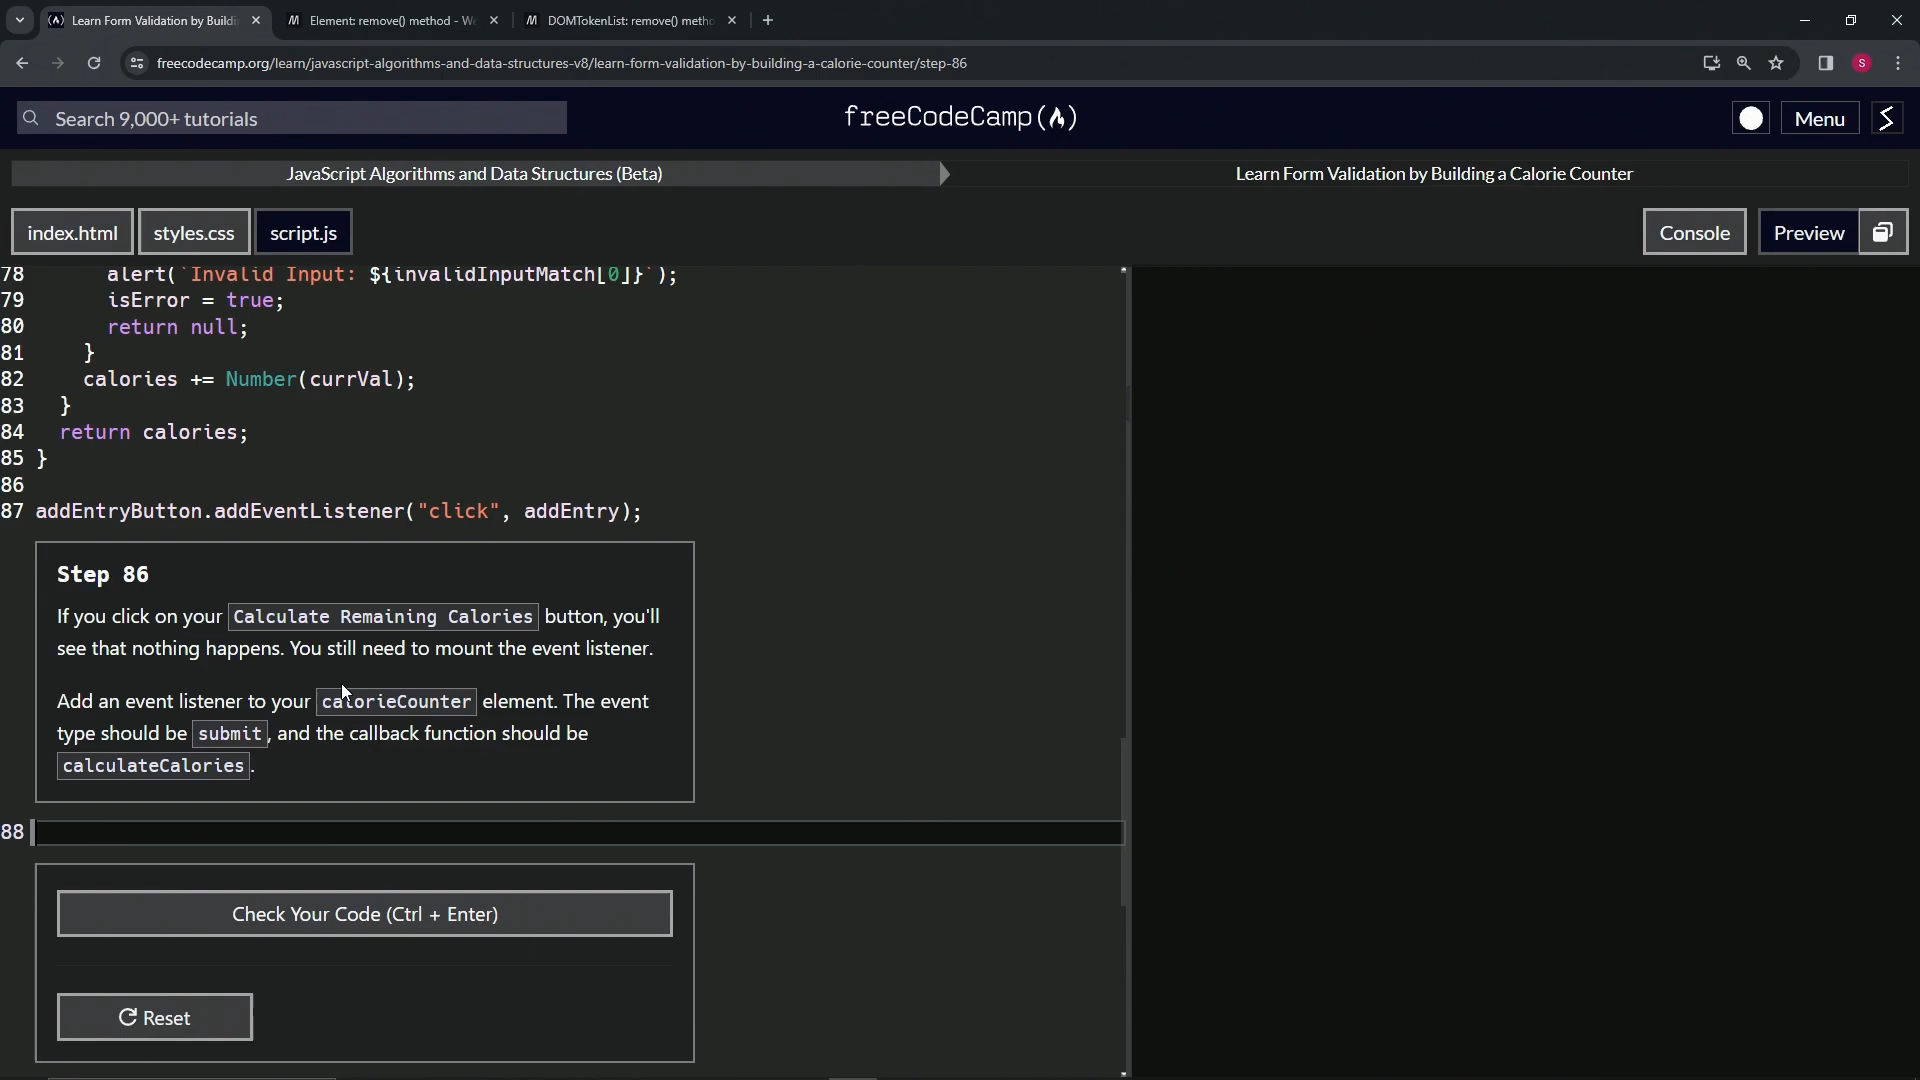 Learn Form Validation by Buildi
Element: remove() method - We
DOMTokenList: remove() metho
freecodecamp.org/learn/javascript-algorithms-and-data-structures-v8/learn-form-validation-by-building-a-calorie-counter/step-86
S
Search 9,000+ tutorials
freeCodeCamp
Menu
JavaScript Algorithms and Data Structures (Beta)
Learn Form Validation by Building a Calorie Counter
index.html
styles.css
script.js
Console
Preview
78 alert(`Invalid Input: ${invalidInputMatch[0]}`);
79 isError = true;
80 return null;
81 }
82 calories += Number(currVal);
83 }
84 return calories;
85 }
86
87 addEntryButton.addEventListener("click", addEntry);
Step 86
If you click on your Calculate Remaining Calories button, you'll
see that nothing happens. You still need to mount the event listener.
Add an event listener to your calorieCounter element. The event
type should be submit, and the callback function should be
calculateCalories.
88
Check Your Code (Ctrl + Enter)
Reset